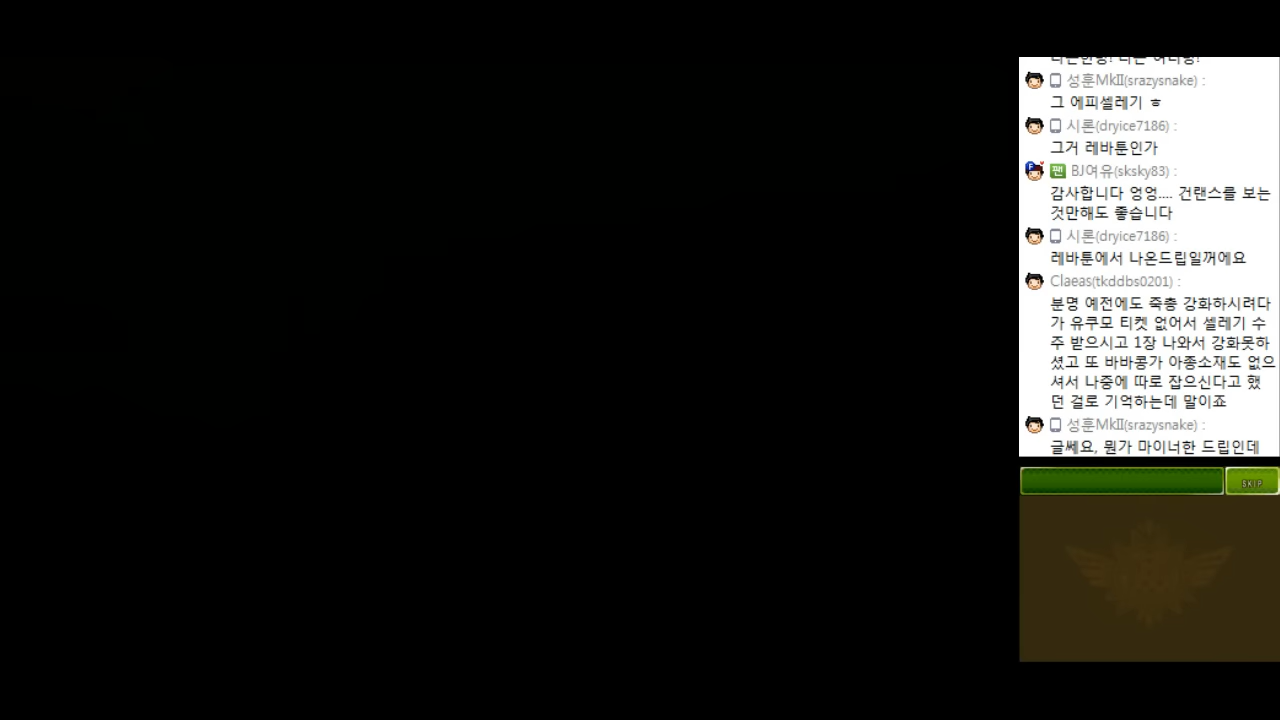 성훈MkII(srazysnake) :
그 에피셀레기 ㅎ
시론(dryice7186) :
그거 레바툰인가
팬 BJ여유(sksky83) :
감사합니다 엉엉.... 건랜스를 보는
것만해도 좋습니다
시론(dryice7186) :
레바툰에서 나온드립일꺼에요
Claeas(tkddbs0201) :
분명 예전에도 죽총 강화하시려다
가 유쿠모 티켓 없어서 셀레기 수
주 받으시고 1장 나와서 강화못하
셨고 또 바바콩가 아종소재도 없으
셔서 나중에 따로 잡으신다고 했
던 걸로 기억하는데 말이죠
성훈MkII(srazysnake) :
글쎄요, 뭔가 마이너한 드립인데
SKIP